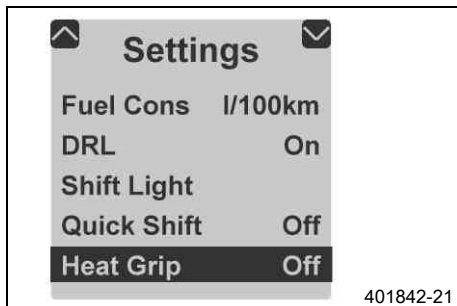 Settings
Fuel Cons l/100km
DRL On
Shift Light
Quick Shift Off
Heat Grip Off
401842-21